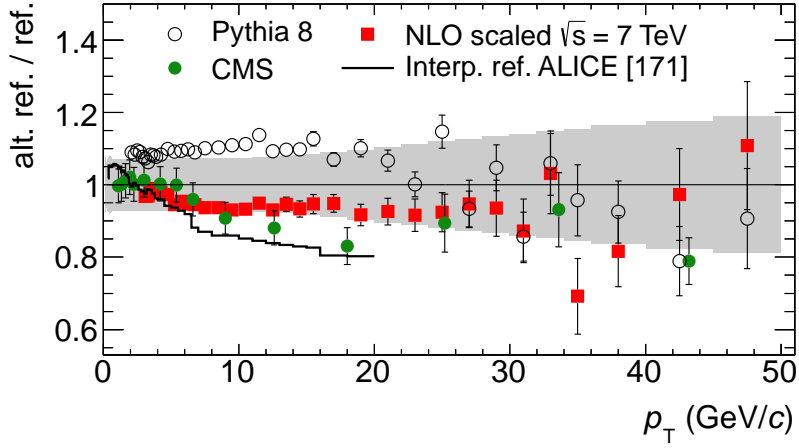 alt. ref. / ref.
1.4
1.2
1
0.8
0.6
Pythia 8
NLO scaled √s = 7 TeV
CMS
Interp. ref. ALICE [171]
0 10 20 30 40 50
p_T (GeV/c)